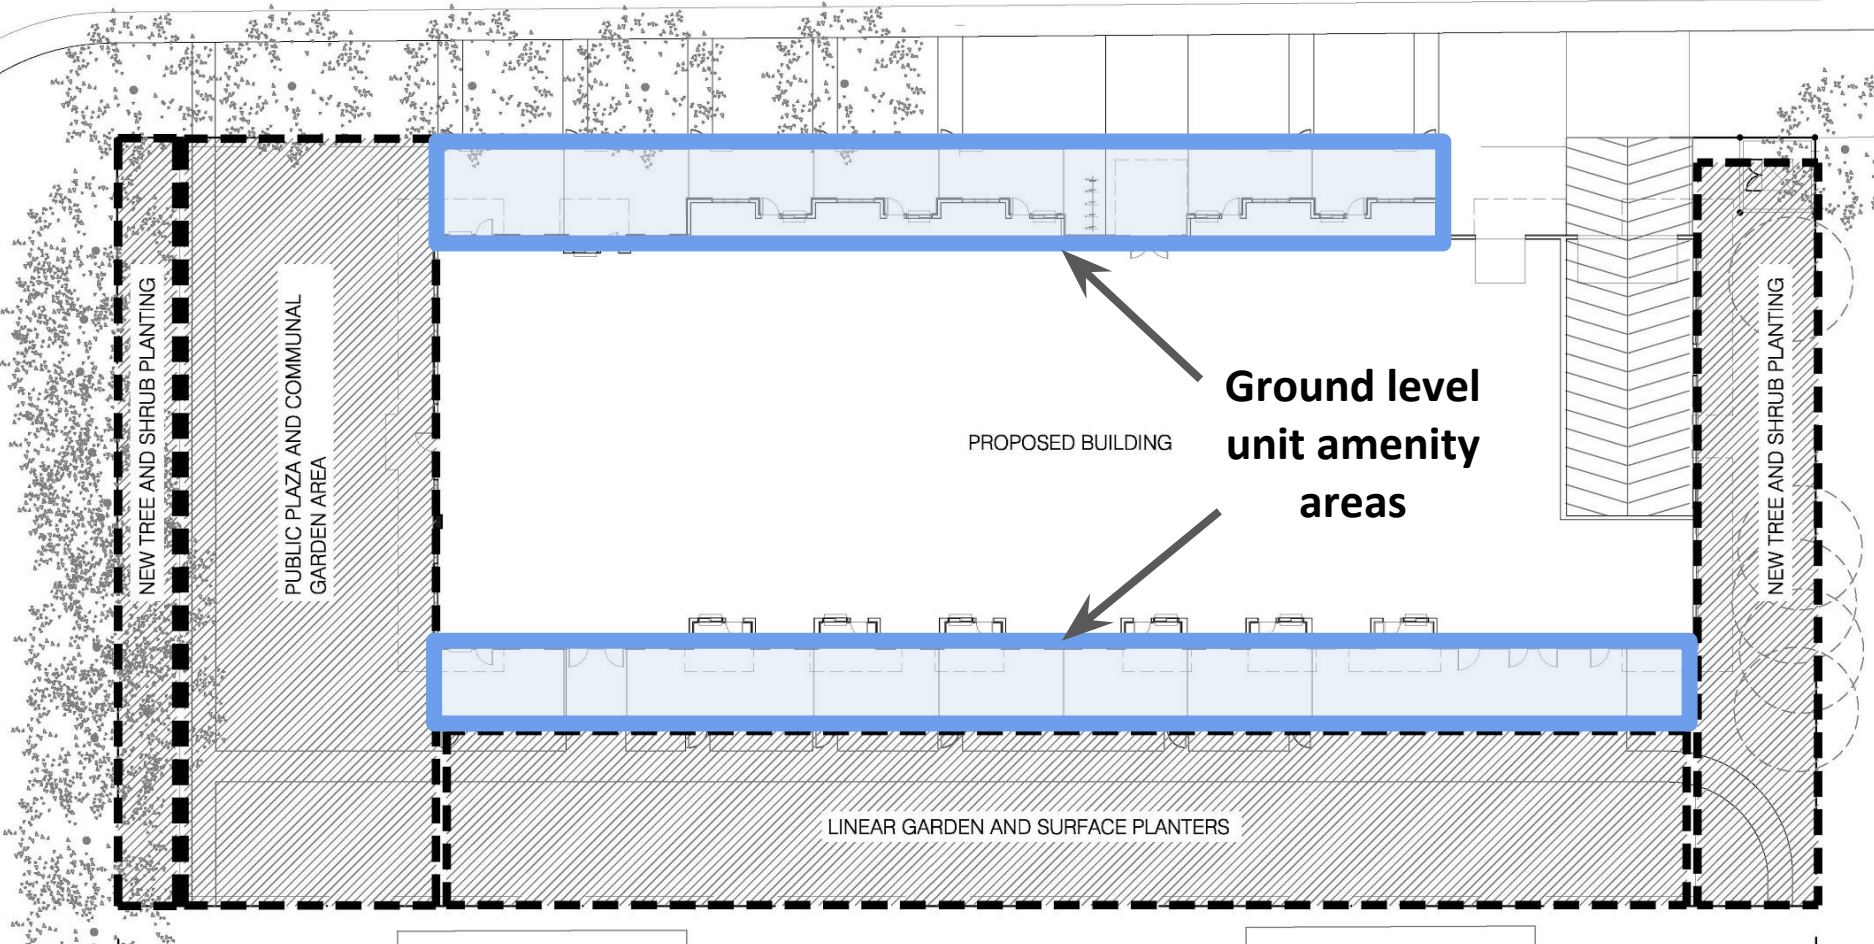 NEW TREE AND SHRUB PLANTING
PUBLIC PLAZA AND COMMUNAL
GARDEN AREA
PROPOSED BUILDING
Ground level
unit amenity
areas
NEW TREE AND SHRUB PLANTING
LINEAR GARDEN AND SURFACE PLANTERS